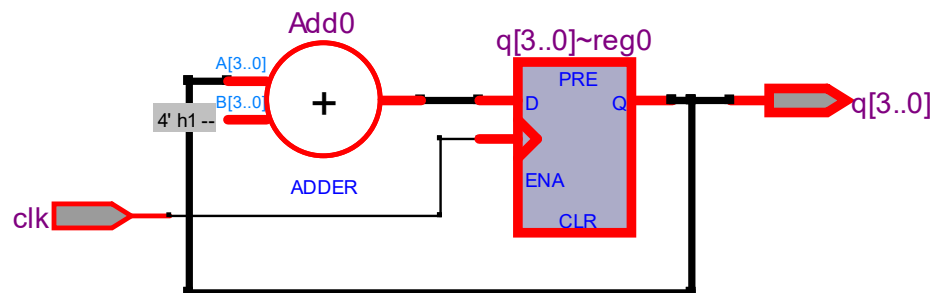 Add0
q[3..0]~reg0
A[3..0]
PRE
B[3..0]
+
D
Q
q[3..0]
4' h1 --
ENA
ADDER
clk
CLR